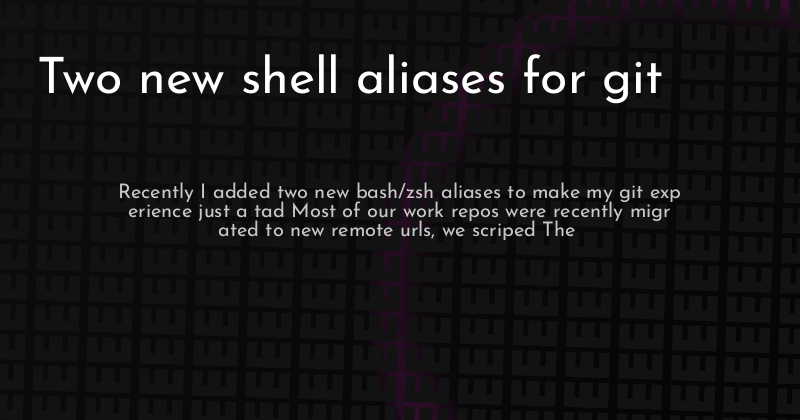 Two new shell aliases for git
Recently I added two new bash/zsh aliases to make my git exp
erience just a tad Most of our work repos were recently migr
ated to new remote urls, we scriped The